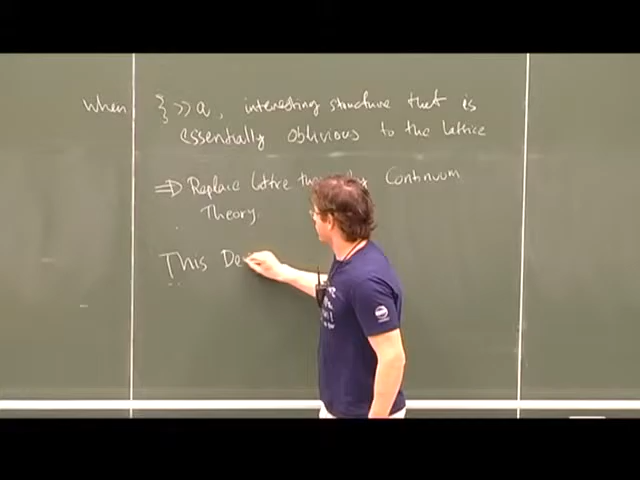 when ξ >> a, interesting structure that is
essentially oblivious to the lattice
⇒ Replace lattice Continuum
Theory.
This De